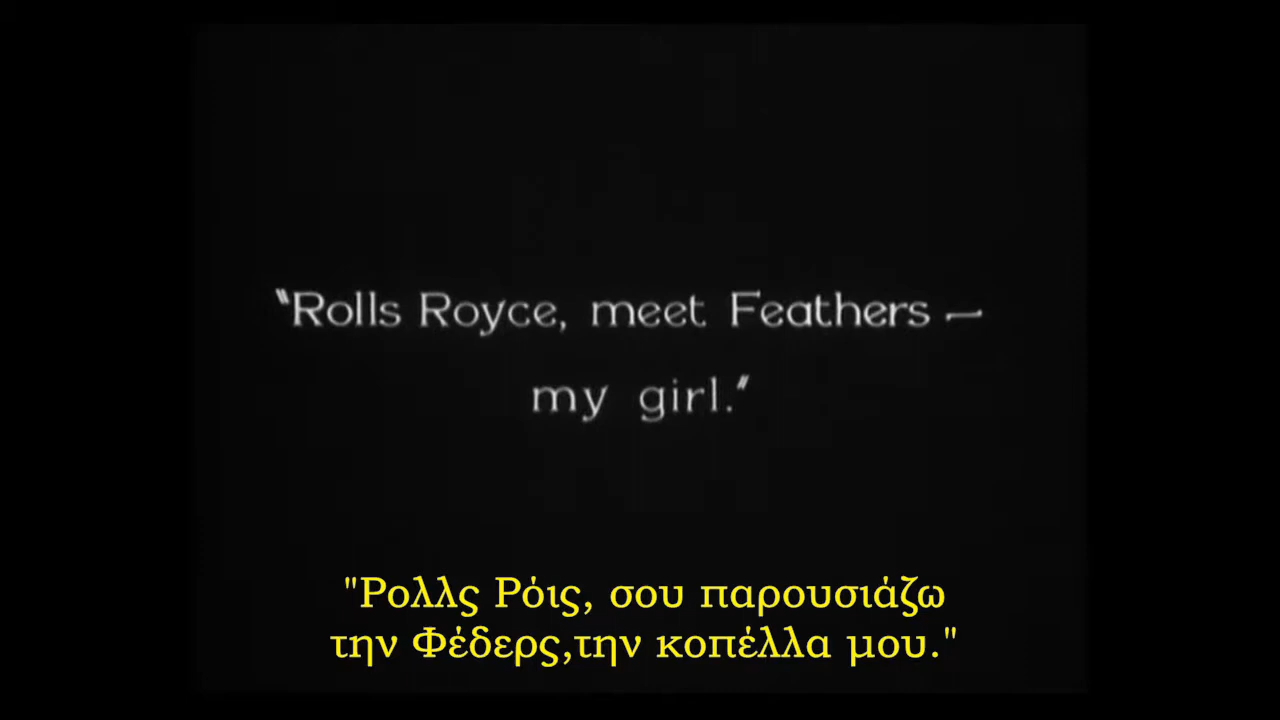 "Rolls Royce, meet Feathers —
my girl."
"Ρολλς Ρόις, σου παρουσιάζω
την Φέδερς,την κοπέλλα μου."